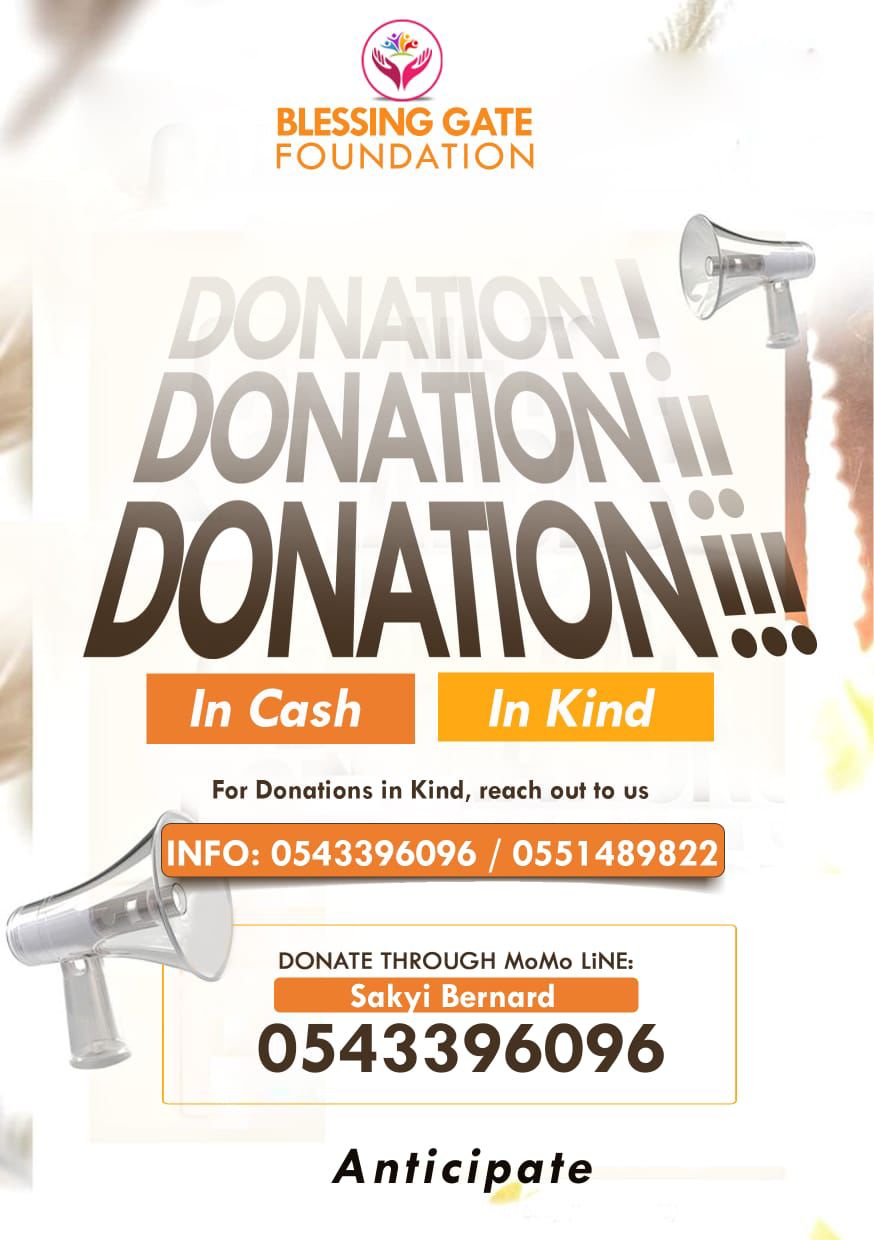 BLESSING GATE
FOUNDATION
DONATION!
DONATION!!
DONATION!!!
In Cash
In Kind
For Donations in Kind, reach out to us
INFO: 0543396096 / 0551489822
DONATE THROUGH MoMo LiNE:
Sakyi Bernard
0543396096
Anticipate